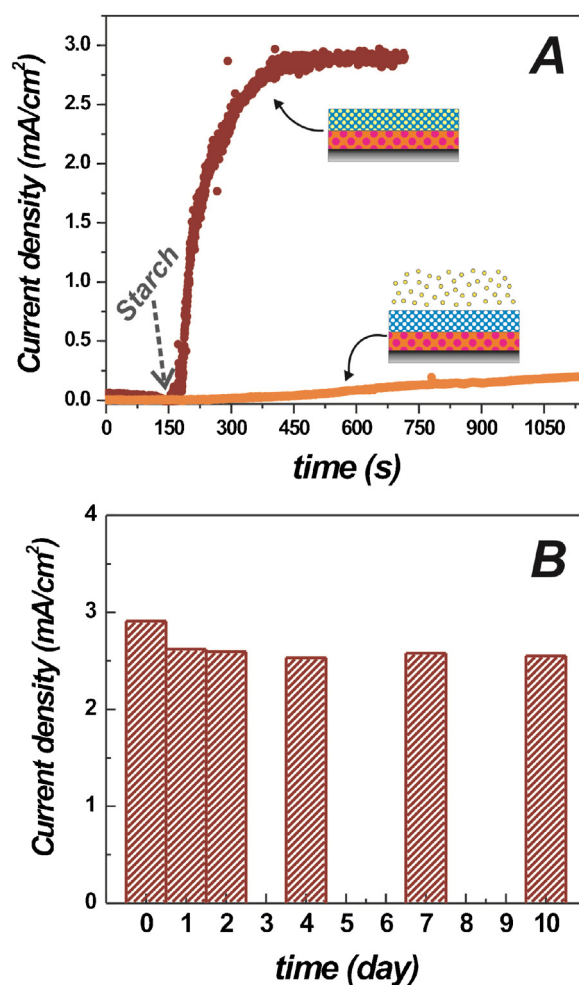 A
Current density (mA/cm²)
3.0
2.5
2.0
1.5
1.0
0.5
0.0
Starch
0 150 300 450 600 750 900 1050
time (s)
B
Current density (mA/cm²)
4
3
2
1
0
0 1 2 3 4 5 6 7 8 9 10
time (day)